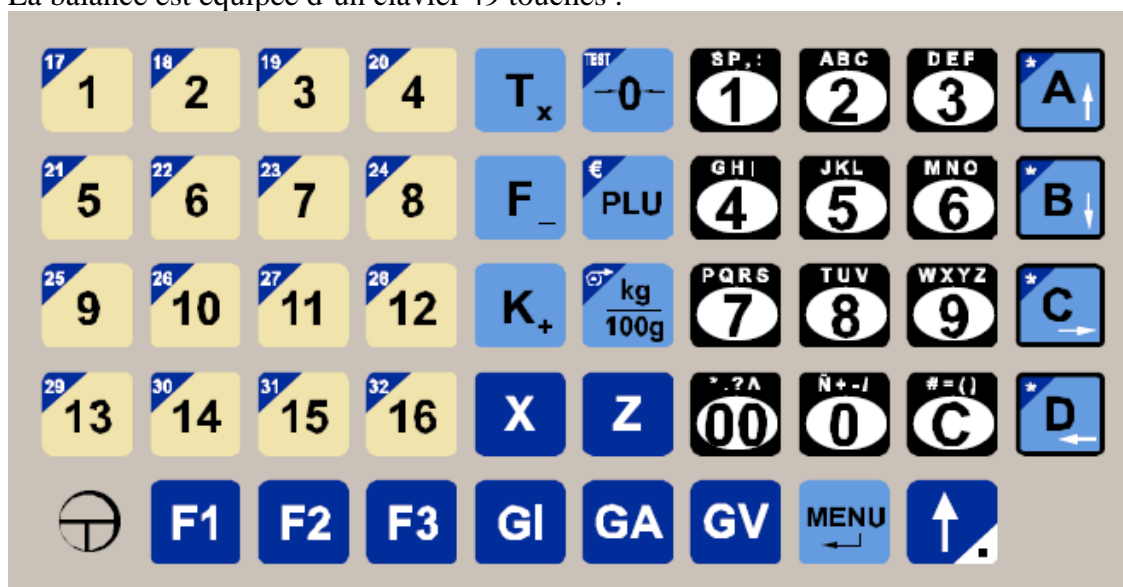 La balance est équipée d'un clavier 49 touches :
17 1 18 2 19 3 20 4 Tx TEST -0- SP,: 1 ABC 2 DEF 3 * A
21 5 22 6 23 7 24 8 F_ € PLU GHI 4 JKL 5 MNO 6 * B
25 9 26 10 27 11 28 12 K+ kg/100g PQRS 7 TUV 8 WXYZ 9 * C
29 13 30 14 31 15 32 16 X Z *.?Λ 00 Ñ+-/ 0 #=() C * D
F1 F2 F3 GI GA GV MENU .